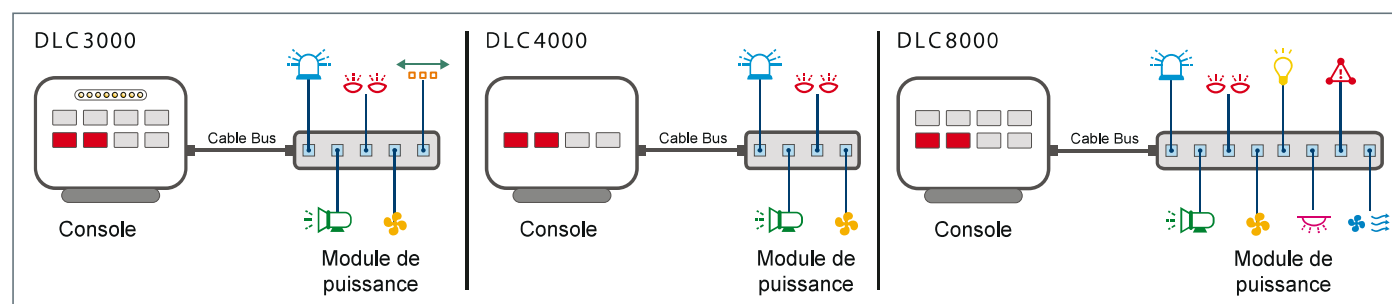 DLC3000
Cable Bus
Console
Module de
puissance
DLC4000
Cable Bus
Console
Module de
puissance
DLC8000
Cable Bus
Console
Module de
puissance